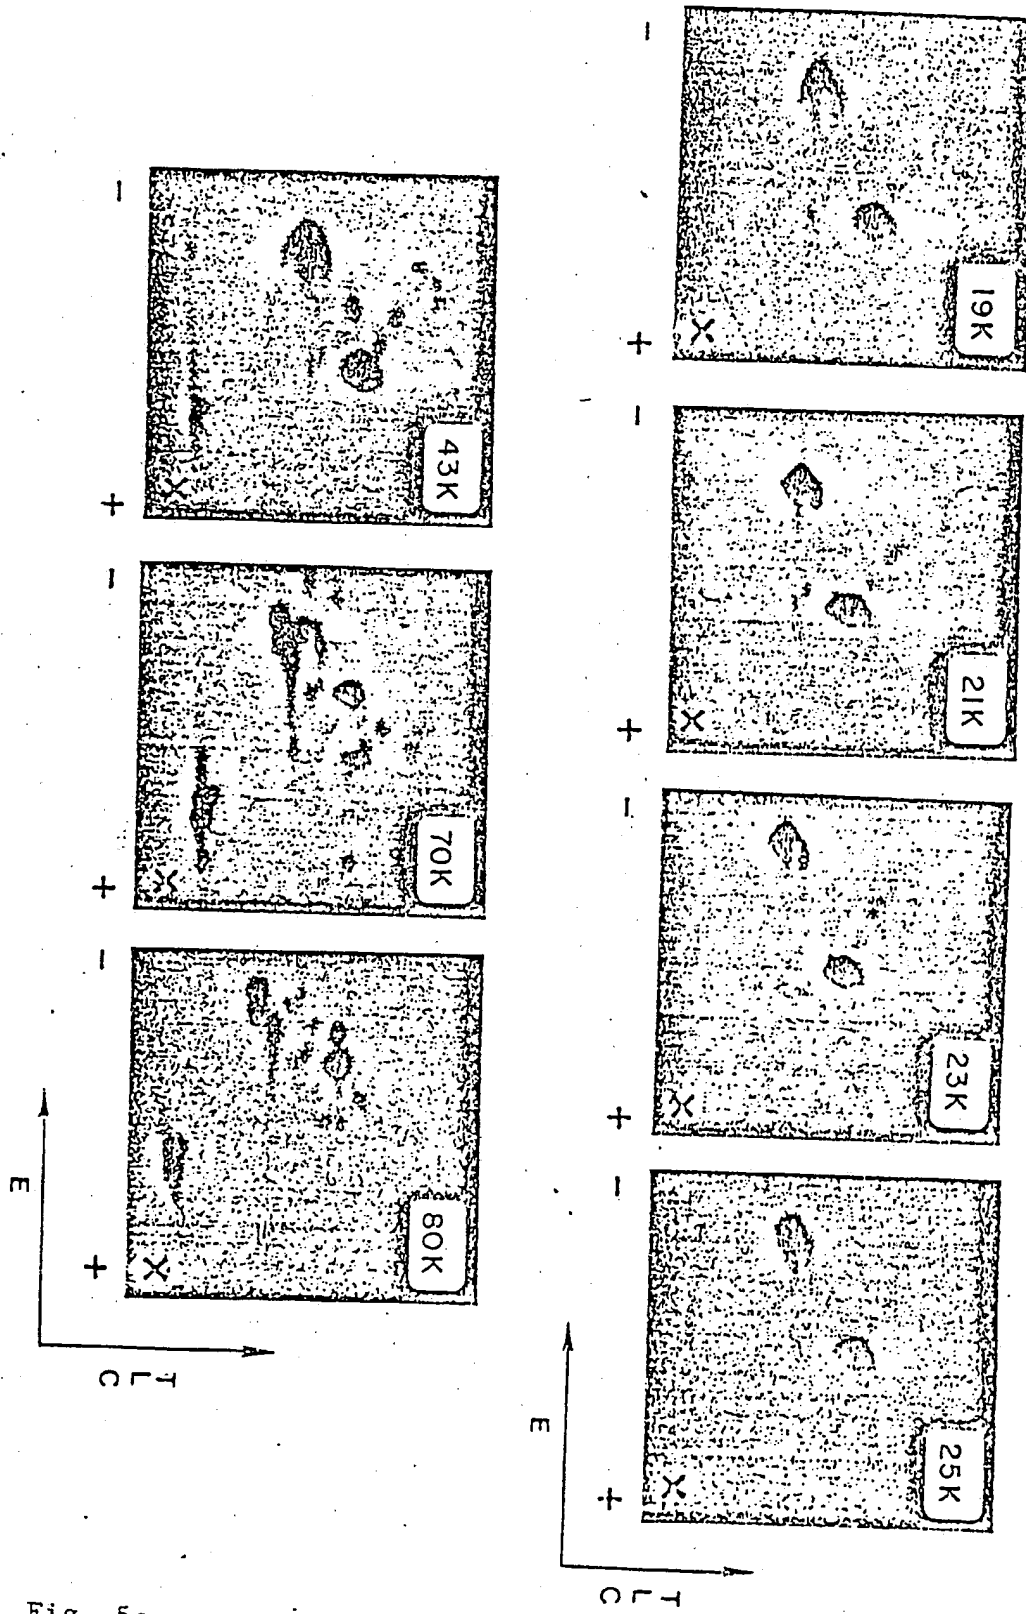 19K
21K
23K
25K
- + - + - + - +
X X X X
E
TLC
43K
70K
80K
- + - + - +
X X X
E
TLC
Fig. 5